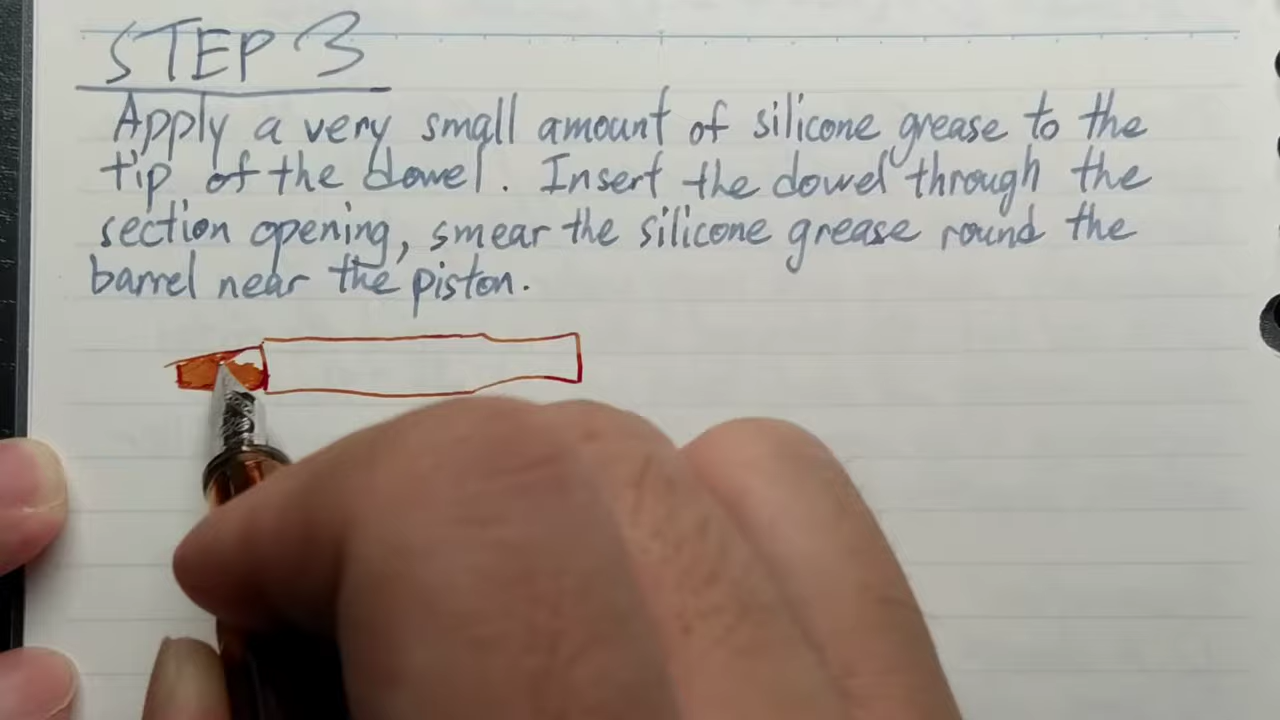 STEP 3
Apply a very small amount of silicone grease to the
tip of the dowel. Insert the dowel through the
section opening, smear the silicone grease round the
barrel near the piston.